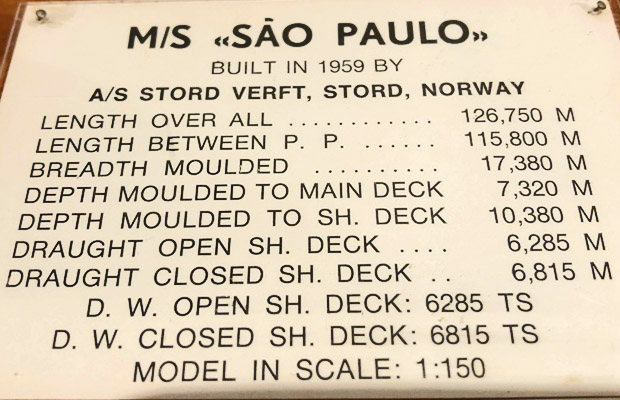 M/S «SÃO PAULO»
BUILT IN 1959 BY
A/S STORD VERFT, STORD, NORWAY
LENGTH OVER ALL ............ 126,750 M
LENGTH BETWEEN P. P. ...... 115,800 M
BREADTH MOULDED .......... 17,380 M
DEPTH MOULDED TO MAIN DECK 7,320 M
DEPTH MOULDED TO SH. DECK 10,380 M
DRAUGHT OPEN SH. DECK .... 6,285 M
DRAUGHT CLOSED SH. DECK .. 6,815 M
D. W. OPEN SH. DECK: 6285 TS
D. W. CLOSED SH. DECK: 6815 TS
MODEL IN SCALE: 1:150